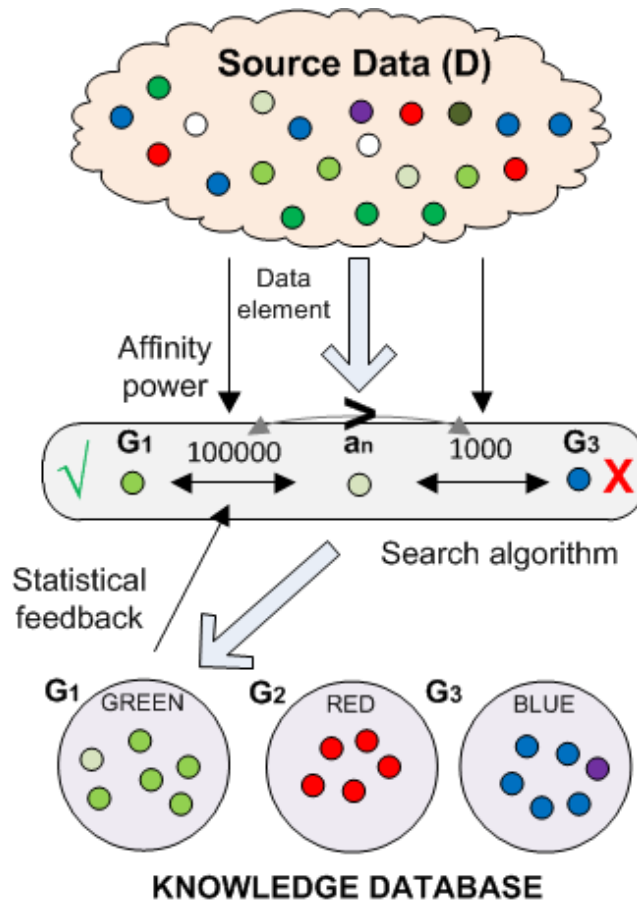 Source Data (D)
Data
element
Affinity
power
>
G1 100000 an 1000 G3
√ X
Search algorithm
Statistical
feedback
G1 GREEN G2 RED G3 BLUE
KNOWLEDGE DATABASE